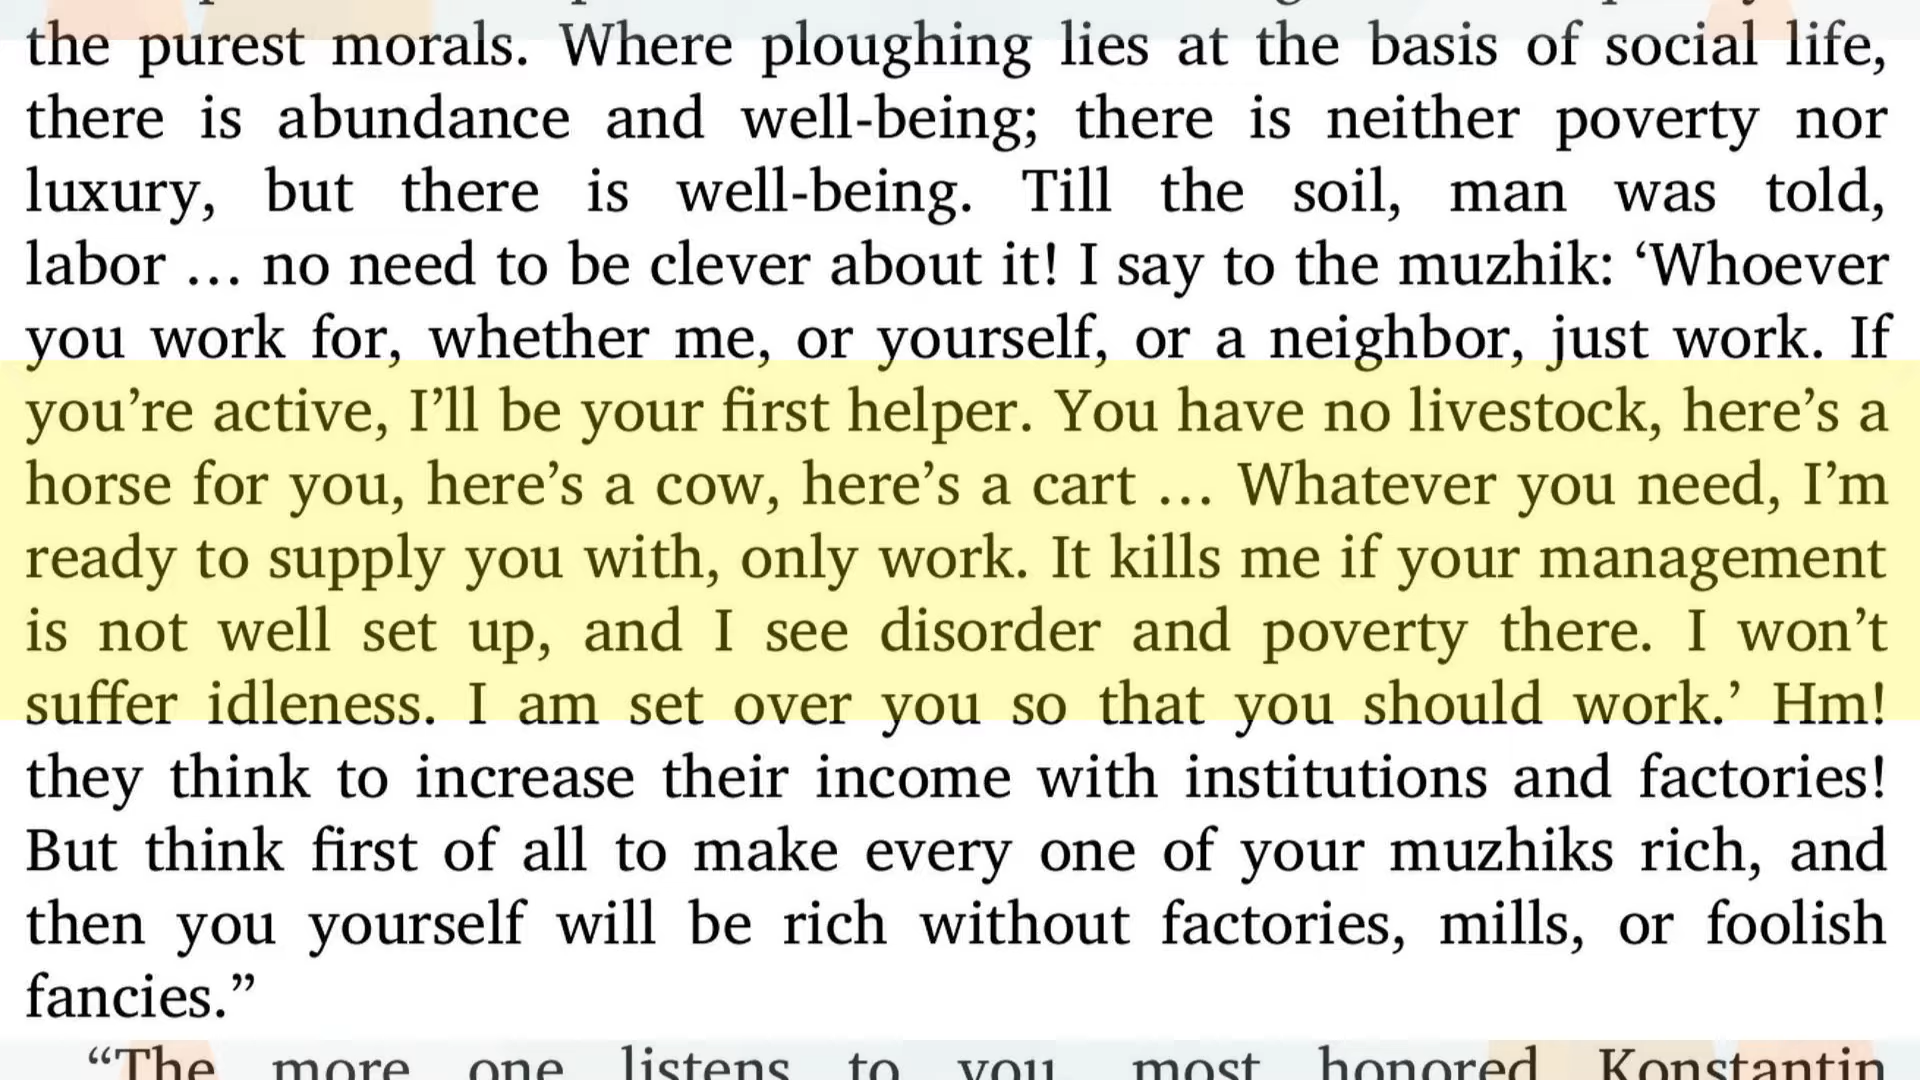 the purest morals. Where ploughing lies at the basis of social life,
there is abundance and well-being; there is neither poverty nor
luxury, but there is well-being. Till the soil, man was told,
labor … no need to be clever about it! I say to the muzhik: ‘Whoever
you work for, whether me, or yourself, or a neighbor, just work. If
you’re active, I’ll be your first helper. You have no livestock, here’s a
horse for you, here’s a cow, here’s a cart … Whatever you need, I’m
ready to supply you with, only work. It kills me if your management
is not well set up, and I see disorder and poverty there. I won’t
suffer idleness. I am set over you so that you should work.’ Hm!
they think to increase their income with institutions and factories!
But think first of all to make every one of your muzhiks rich, and
then you yourself will be rich without factories, mills, or foolish
fancies.”
“The more one listens to you, most honored Konstantin